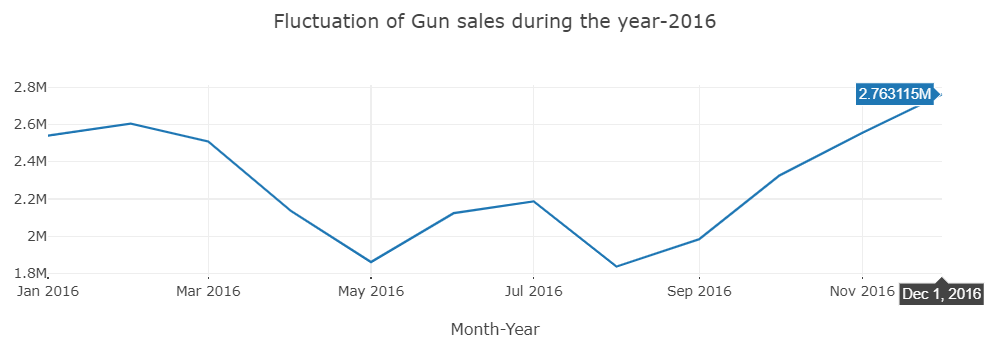 Fluctuation of Gun sales during the year-2016
2.8M
2.763115M
2.6M
2.4M
2.2M
2M
1.8M
Jan 2016 Mar 2016 May 2016 Jul 2016 Sep 2016 Nov 2016 Dec 1, 2016
Month-Year